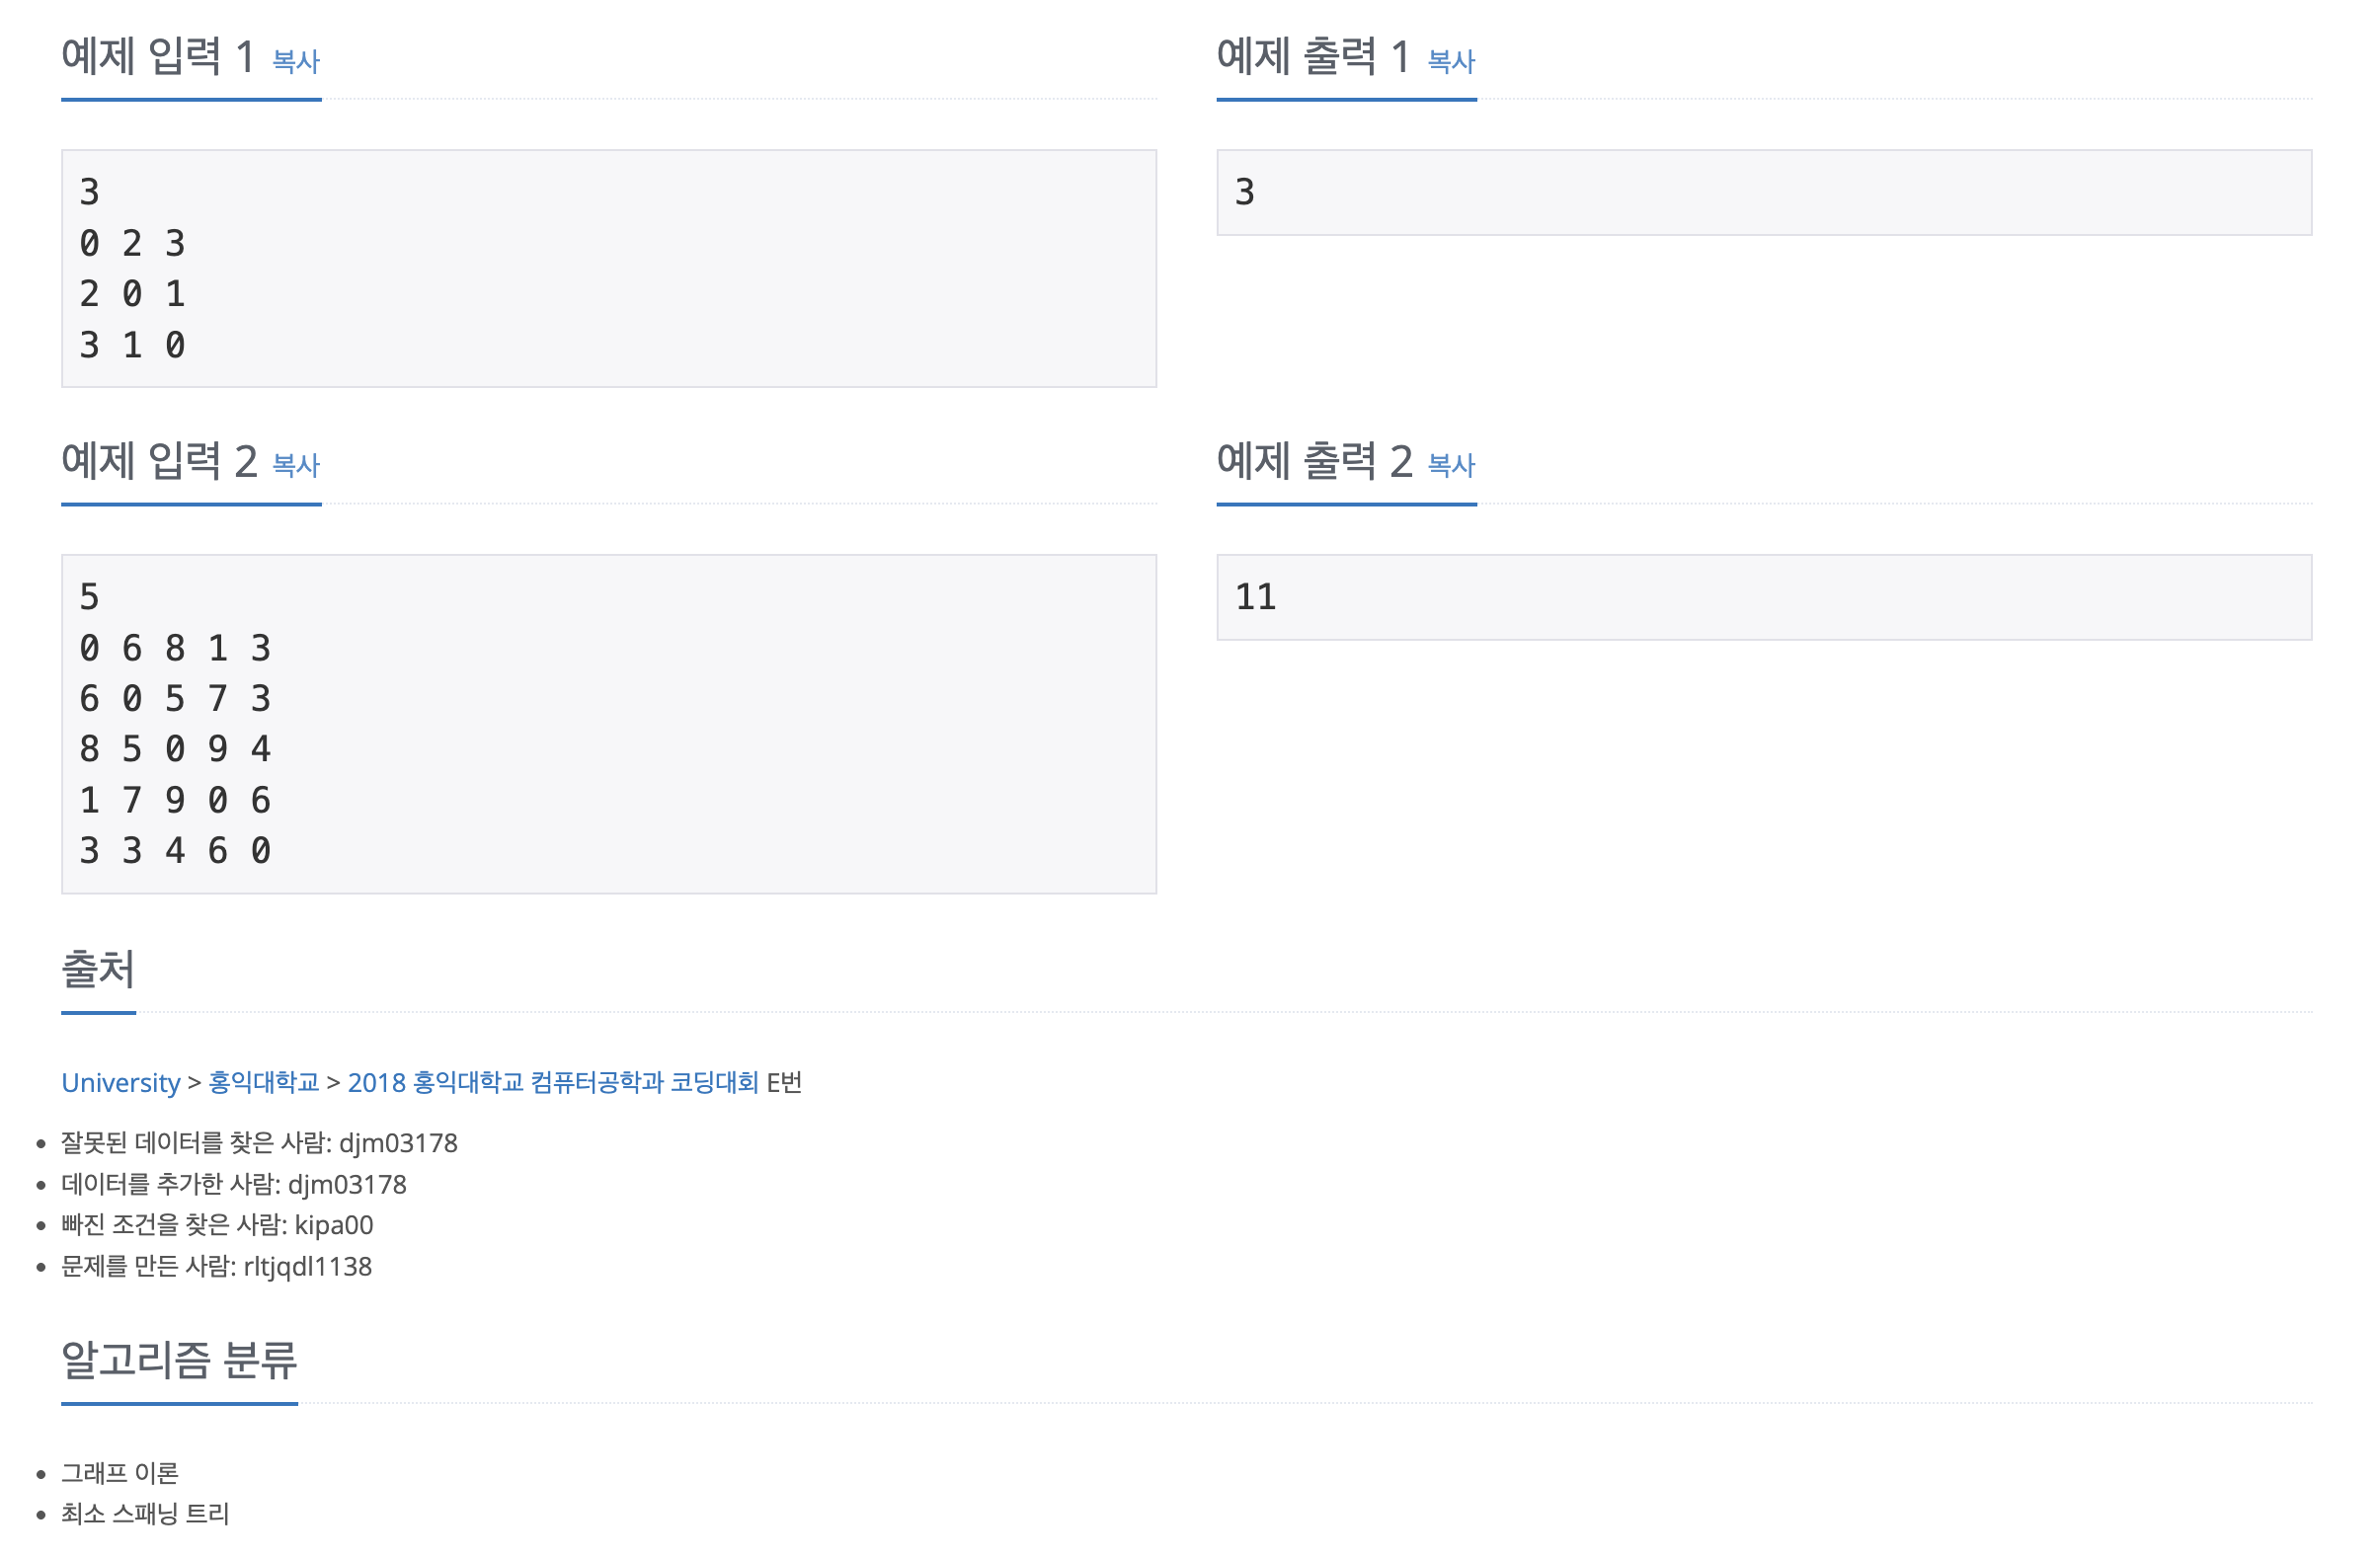 예제 입력 1 복사
3
0 2 3
2 0 1
3 1 0
예제 출력 1 복사
3
예제 입력 2 복사
5
0 6 8 1 3
6 0 5 7 3
8 5 0 9 4
1 7 9 0 6
3 3 4 6 0
예제 출력 2 복사
11
출처
University > 홍익대학교 > 2018 홍익대학교 컴퓨터공학과 코딩대회 E번
잘못된 데이터를 찾은 사람: djm03178
데이터를 추가한 사람: djm03178
빠진 조건을 찾은 사람: kipa00
문제를 만든 사람: rltjqdl1138
알고리즘 분류
그래프 이론
최소 스패닝 트리